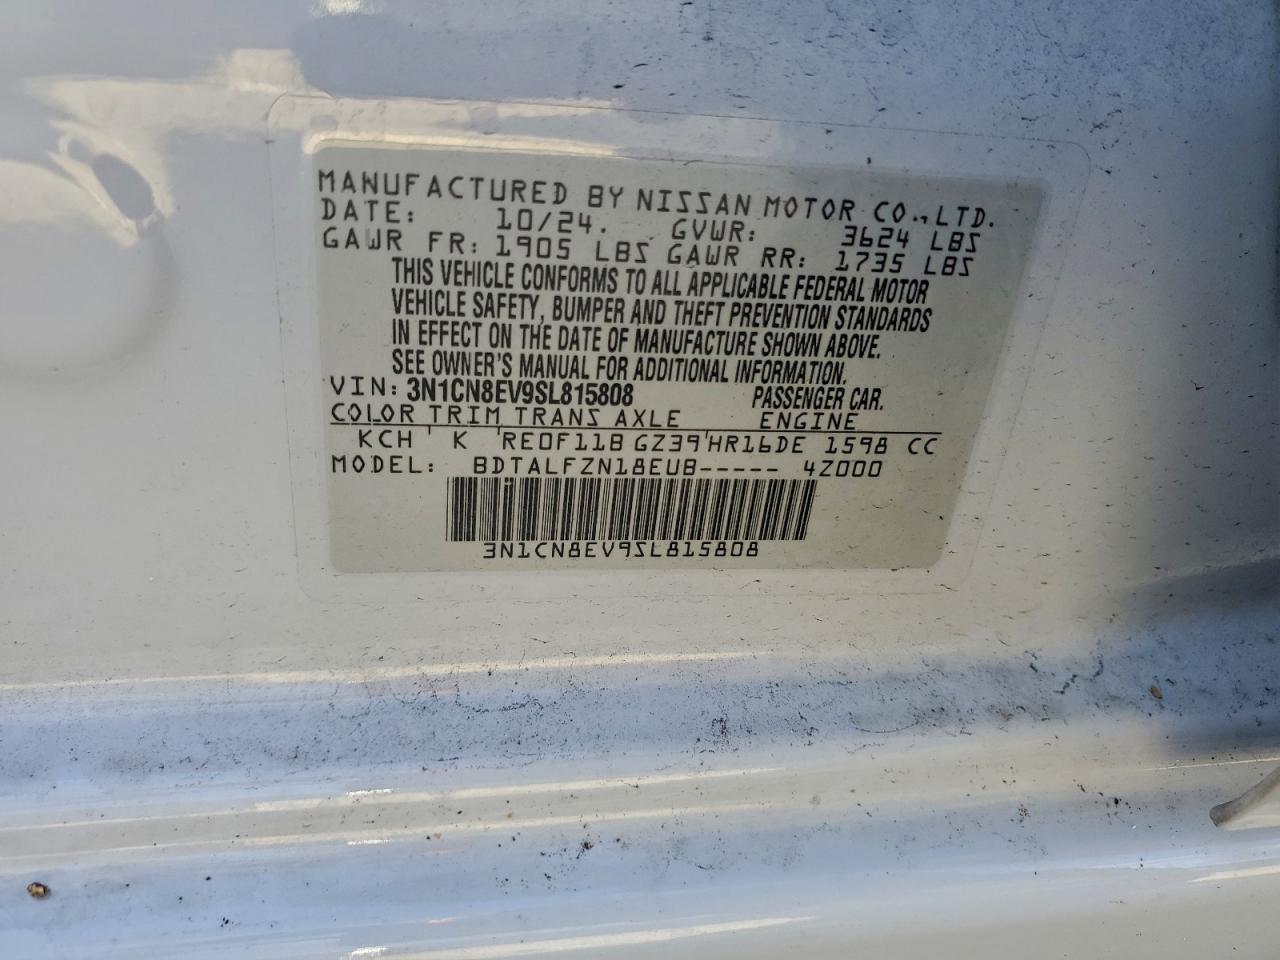 MANUFACTURED BY NISSAN MOTOR CO.,LTD.
DATE: 10/24. GVWR: 3624 LBS
GAWR FR: 1905 LBS GAWR RR: 1735 LBS
THIS VEHICLE CONFORMS TO ALL APPLICABLE FEDERAL MOTOR
VEHICLE SAFETY, BUMPER AND THEFT PREVENTION STANDARDS
IN EFFECT ON THE DATE OF MANUFACTURE SHOWN ABOVE.
SEE OWNER'S MANUAL FOR ADDITIONAL INFORMATION.
VIN: 3N1CN8EV9SL815808 PASSENGER CAR.
COLOR TRIM TRANS AXLE ENGINE
KCH K RE0F11B GZ39 HR16DE 1598 CC
MODEL: BDTALFZN18EUB----- 4Z000
3N1CN8EV9SL815808